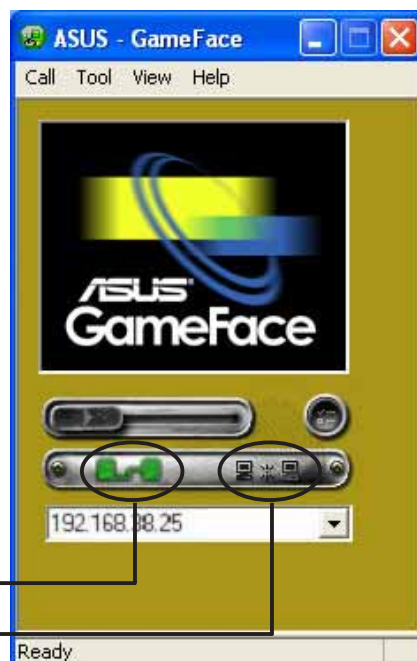 ASUS - GameFace
Call Tool View Help
ASUS
GameFace
192.168.38.25
Ready